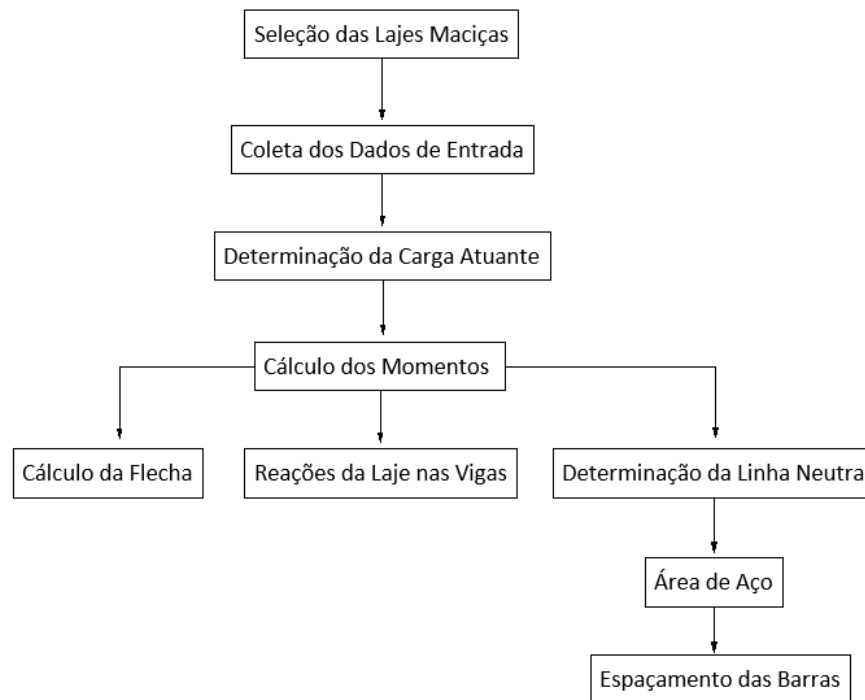 Seleção das Lajes Maciças
Coleta dos Dados de Entrada
Determinação da Carga Atuante
Cálculo dos Momentos
Cálculo da Flecha
Reações da Laje nas Vigas
Determinação da Linha Neutra
Área de Aço
Espaçamento das Barras